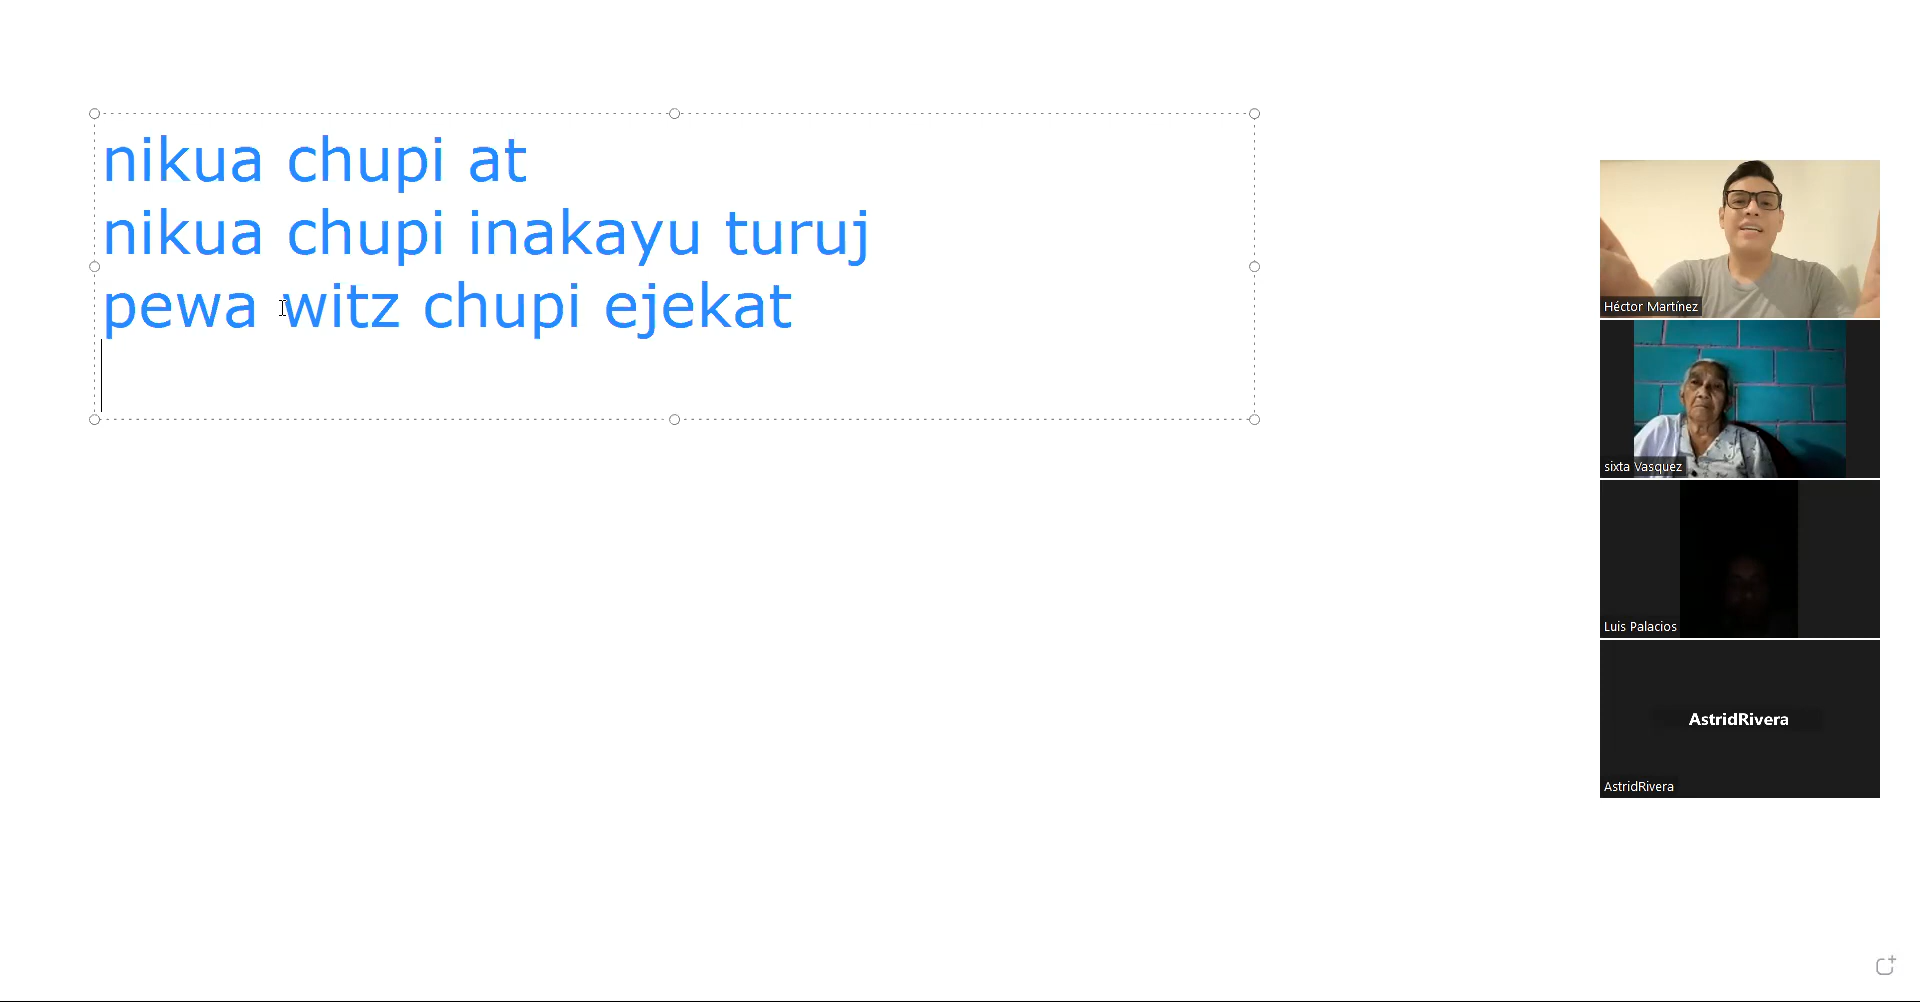 nikua chupi at
nikua chupi inakayu turuj
pewa witz chupi ejekat
Héctor Martínez
sixta Vasquez
Luis Palacios
AstridRivera
AstridRivera